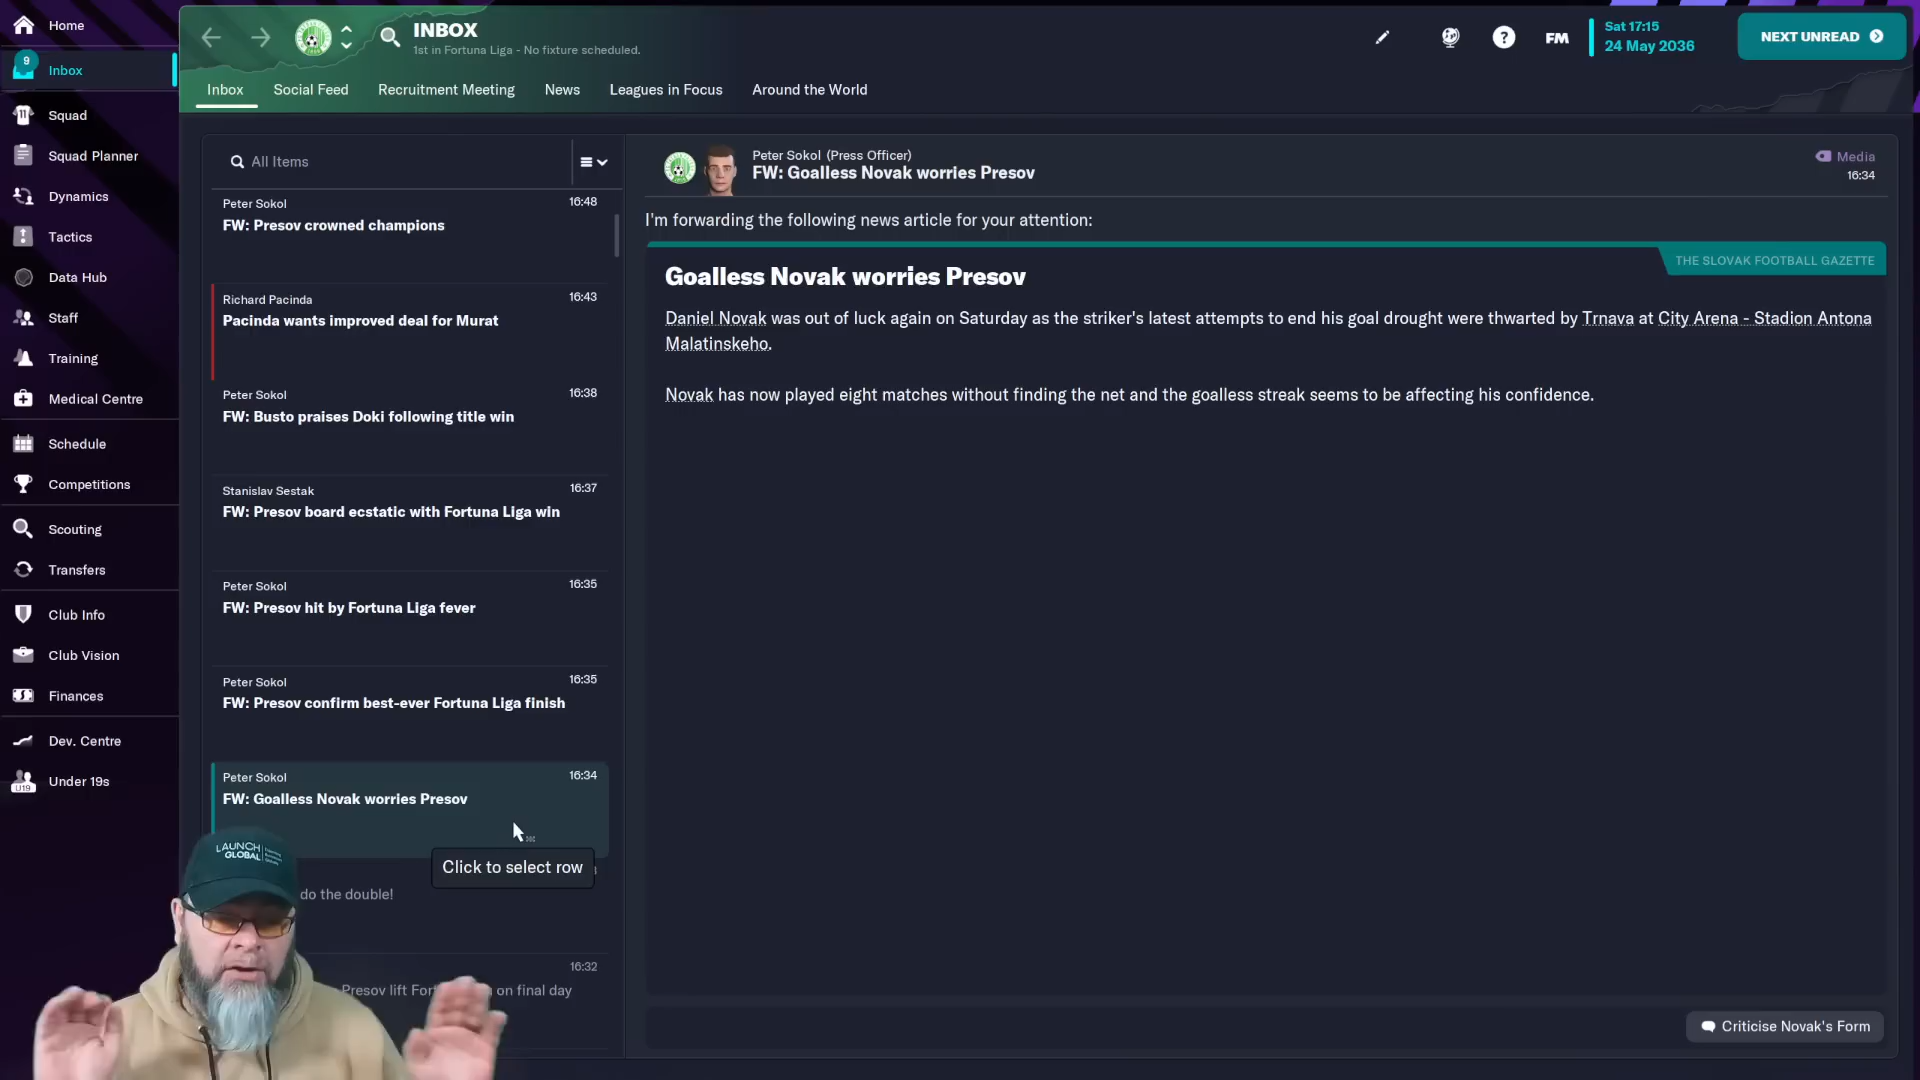 Home
9
Inbox
Squad
Squad Planner
Dynamics
Tactics
Data Hub
Staff
Training
Medical Centre
Schedule
Competitions
Scouting
Transfers
Club Info
Club Vision
Finances
Dev. Centre
U19
Under 19s
INBOX
1st in Fortuna Liga - No fixture scheduled.
FM
Sat 17:15
24 May 2036
NEXT UNREAD
Inbox
Social Feed
Recruitment Meeting
News
Leagues in Focus
Around the World
All Items
Peter Sokol 16:48
FW: Presov crowned champions
Richard Pacinda 16:43
Pacinda wants improved deal for Murat
Peter Sokol 16:38
FW: Busto praises Doki following title win
Stanislav Sestak 16:37
FW: Presov board ecstatic with Fortuna Liga win
Peter Sokol 16:35
FW: Presov hit by Fortuna Liga fever
Peter Sokol 16:35
FW: Presov confirm best-ever Fortuna Liga finish
Peter Sokol 16:34
FW: Goalless Novak worries Presov
Click to select row
do the double!
16:32
Presov lift on final day
LAUNCH
GLOBAL
Peter Sokol (Press Officer)
FW: Goalless Novak worries Presov
Media
16:34
I'm forwarding the following news article for your attention:
THE SLOVAK FOOTBALL GAZETTE
Goalless Novak worries Presov
Daniel Novak was out of luck again on Saturday as the striker's latest attempts to end his goal drought were thwarted by Trnava at City Arena - Stadion Antona
Malatinskeho.
Novak has now played eight matches without finding the net and the goalless streak seems to be affecting his confidence.
Criticise Novak's Form